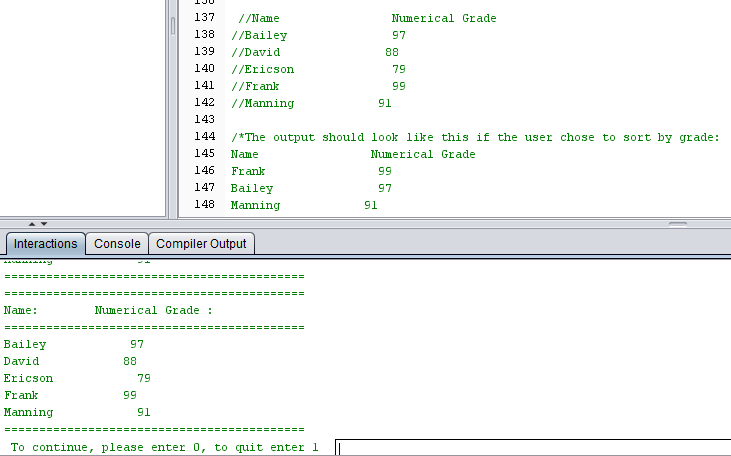 137 //Name Numerical Grade
138 //Bailey 97
139 //David 88
140 //Ericson 79
141 //Frank 99
142 //Manning 91
143
144 /*The output should look like this if the user chose to sort by grade:
145 Name Numerical Grade
146 Frank 99
147 Bailey 97
148 Manning 91
Interactions Console Compiler Output
=========================================== 
===========================================
Name: Numerical Grade :
===========================================
Bailey 97
David 88
Ericson 79
Frank 99
Manning 91
===========================================
To continue, please enter 0, to quit enter 1